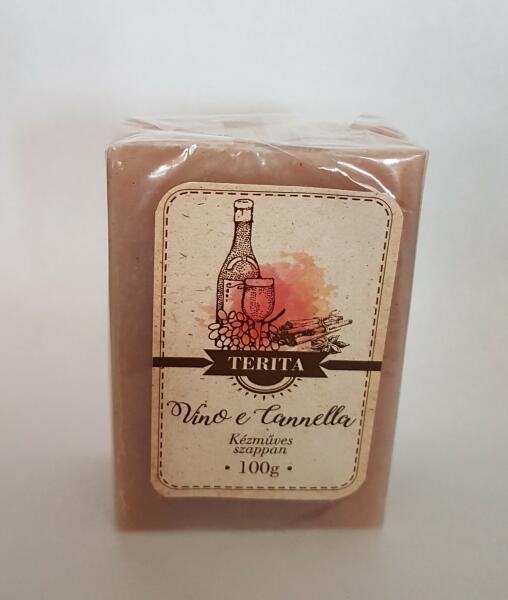 TERITA
Vino e Cannella
Kézműves
szappan
• 100g •